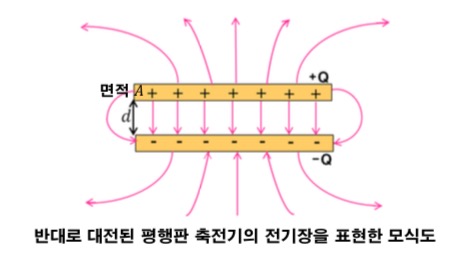 +Q
면적 A + + + + + + +
d
- - - - - - -
-Q
반대로 대전된 평행판 축전기의 전기장을 표현한 모식도